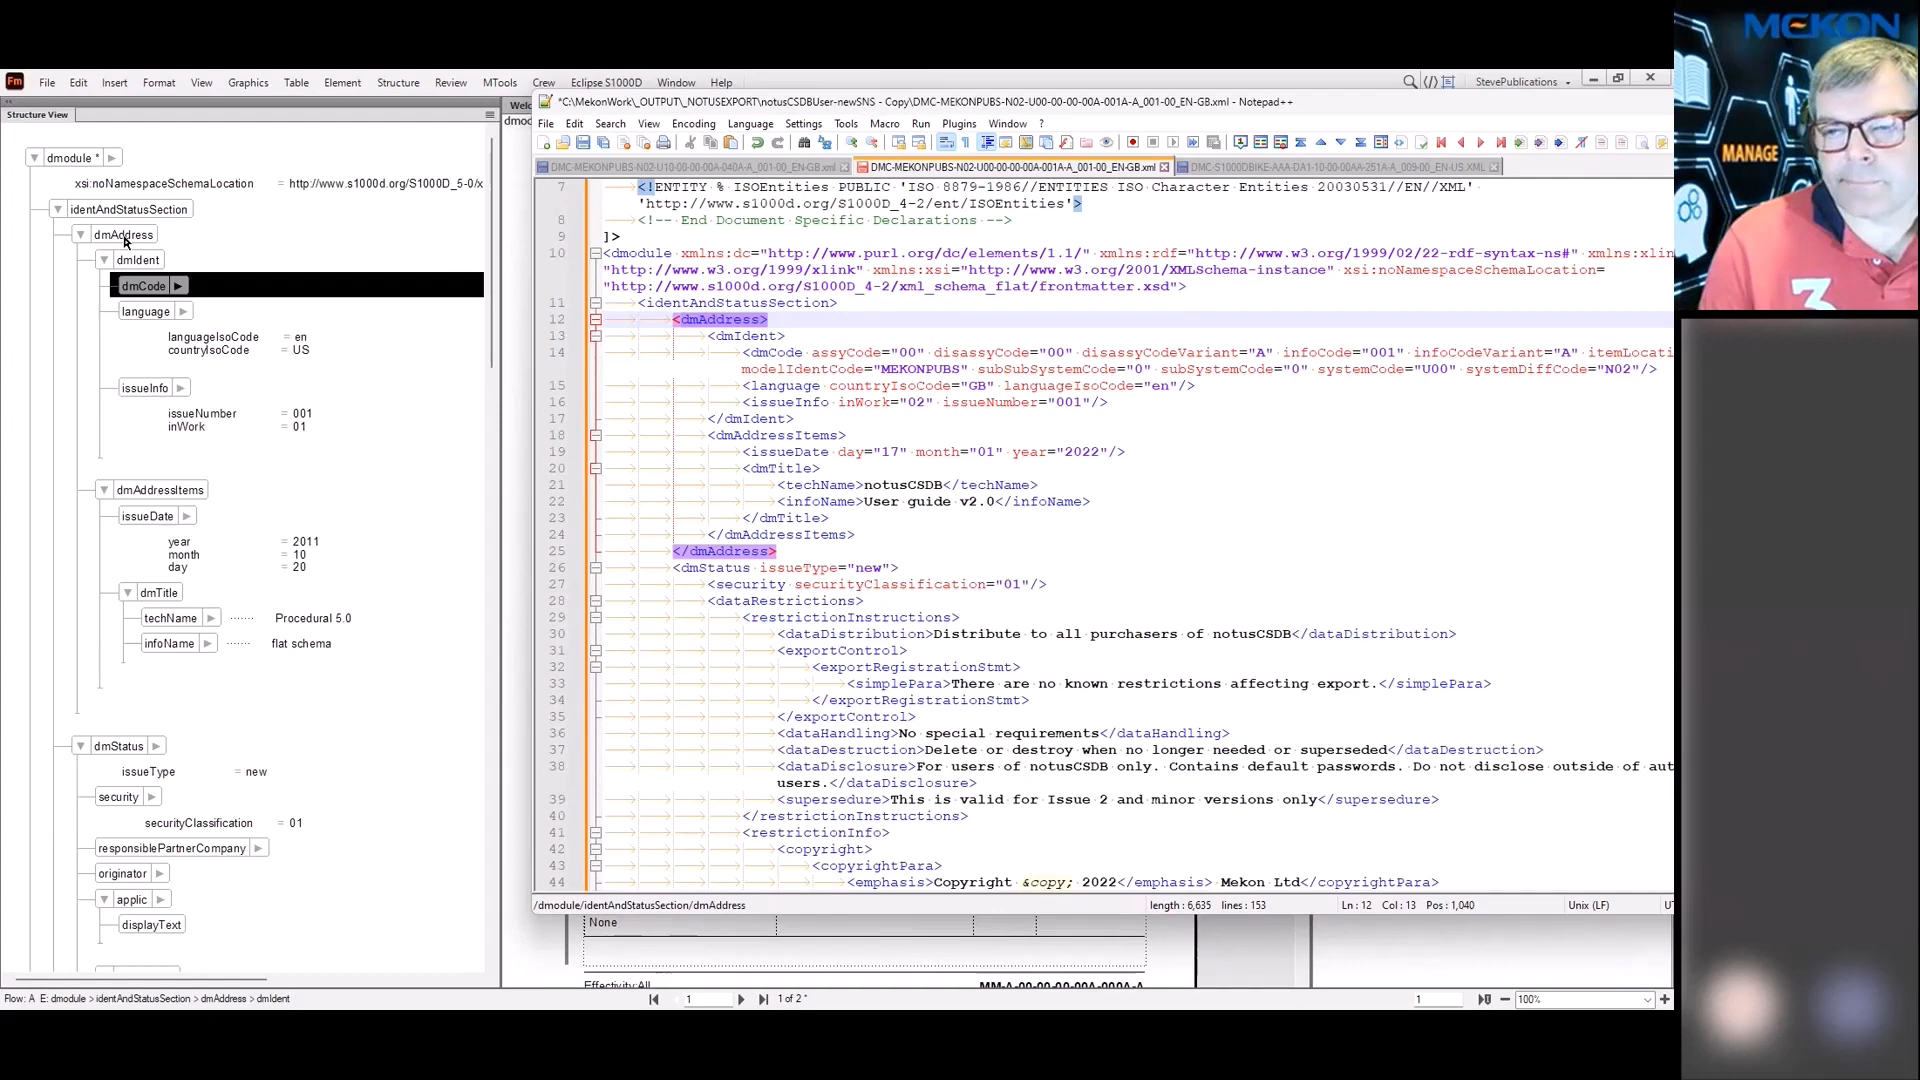 MEKON
MANAGE
3
Fm
File Edit Insert Format View Graphics Table Element Structure Review MTools Crew Eclipse S1000D Window Help
StevePublications
Structure View
dmodule *
xsi:noNamespaceSchemaLocation = http://www.s1000d.org/S1000D_5-0/x
identAndStatusSection
dmAddress
dmIdent
dmCode
language
languageIsoCode = en
countryIsoCode = US
issueInfo
issueNumber = 001
inWork = 01
dmAddressItems
issueDate
year = 2011
month = 10
day = 20
dmTitle
techName Procedural 5.0
infoName flat schema
dmStatus
issueType = new
security
securityClassification = 01
responsiblePartnerCompany
originator
applic
displayText
Flow: A E: dmodule > identAndStatusSection > dmAddress > dmIdent
Welc
dmod
*C:\MekonWork\_OUTPUT\_NOTUSEXPORT\notusCSDBUser-newSNS - Copy\DMC-MEKONPUBS-N02-U00-00-00-00A-001A-A_001-00_EN-GB.xml - Notepad++
File Edit Search View Encoding Language Settings Tools Macro Run Plugins Window ?
DMC-MEKONPUBS-N02-U10-00-00-00A-040A-A_001-00_EN-GB.xml DMC-MEKONPUBS-N02-U00-00-00-00A-001A-A_001-00_EN-GB.xml DMC-S1000DBIKE-AAA-DA1-10-00-00AA-251A-A_009-00_EN-US.XML
7 <!ENTITY % ISOEntities PUBLIC 'ISO 8879-1986//ENTITIES ISO Character Entities 20030531//EN//XML'
'http://www.s1000d.org/S1000D_4-2/ent/ISOEntities'>
8 <!-- End Document Specific Declarations -->
9 ]>
10 <dmodule xmlns:dc="http://www.purl.org/dc/elements/1.1/" xmlns:rdf="http://www.w3.org/1999/02/22-rdf-syntax-ns#" xmlns:xlin
"http://www.w3.org/1999/xlink" xmlns:xsi="http://www.w3.org/2001/XMLSchema-instance" xsi:noNamespaceSchemaLocation=
"http://www.s1000d.org/S1000D_4-2/xml_schema_flat/frontmatter.xsd">
11 <identAndStatusSection>
12 <dmAddress>
13 <dmIdent>
14 <dmCode assyCode="00" disassyCode="00" disassyCodeVariant="A" infoCode="001" infoCodeVariant="A" itemLocati
modelIdentCode="MEKONPUBS" subSubSystemCode="0" subSystemCode="0" systemCode="U00" systemDiffCode="N02"/>
15 <language countryIsoCode="GB" languageIsoCode="en"/>
16 <issueInfo inWork="02" issueNumber="001"/>
17 </dmIdent>
18 <dmAddressItems>
19 <issueDate day="17" month="01" year="2022"/>
20 <dmTitle>
21 <techName>notusCSDB</techName>
22 <infoName>User guide v2.0</infoName>
23 </dmTitle>
24 </dmAddressItems>
25 </dmAddress>
26 <dmStatus issueType="new">
27 <security securityClassification="01"/>
28 <dataRestrictions>
29 <restrictionInstructions>
30 <dataDistribution>Distribute to all purchasers of notusCSDB</dataDistribution>
31 <exportControl>
32 <exportRegistrationStmt>
33 <simplePara>There are no known restrictions affecting export.</simplePara>
34 </exportRegistrationStmt>
35 </exportControl>
36 <dataHandling>No special requirements</dataHandling>
37 <dataDestruction>Delete or destroy when no longer needed or superseded</dataDestruction>
38 <dataDisclosure>For users of notusCSDB only. Contains default passwords. Do not disclose outside of aut
users.</dataDisclosure>
39 <supersedure>This is valid for Issue 2 and minor versions only</supersedure>
40 </restrictionInstructions>
41 <restrictionInfo>
42 <copyright>
43 <copyrightPara>
44 <emphasis>Copyright &copy; 2022</emphasis> Mekon Ltd</copyrightPara>
/dmodule/identAndStatusSection/dmAddress length : 6,635 lines : 153 Ln : 12 Col : 13 Pos : 1,040 Unix (LF) UT
None
Effectivity: All MM-A-00-00-00-00A-000A-A
1 1 of 2 * 1 100%